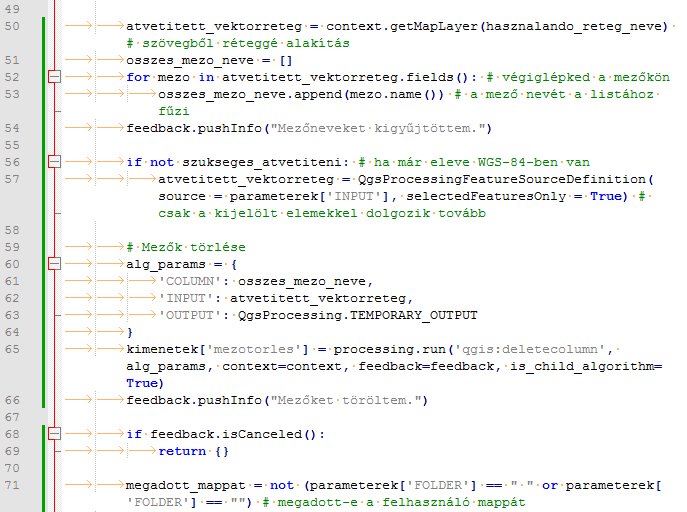 49
50 atvetitett_vektorreteg = context.getMapLayer(hasznalando_reteg_neve)
# szövegből réteggé alakítás
51 osszes_mezo_neve = []
52 for mezo in atvetitett_vektorreteg.fields(): # végiglépked a mezőkön
53 osszes_mezo_neve.append(mezo.name()) # a mező nevét a listához
fűzi
54 feedback.pushInfo("Mezőneveket kigyűjtöttem.")
55
56 if not szukseges_atvetiteni: # ha már eleve WGS-84-ben van
57 atvetitett_vektorreteg = QgsProcessingFeatureSourceDefinition(
source = parameterek['INPUT'], selectedFeaturesOnly = True) #
csak a kijelölt elemekkel dolgozik tovább
58
59 # Mezők törlése
60 alg_params = {
61 'COLUMN': osszes_mezo_neve,
62 'INPUT': atvetitett_vektorreteg,
63 'OUTPUT': QgsProcessing.TEMPORARY_OUTPUT
64 }
65 kimenetek['mezotorles'] = processing.run('qgis:deletecolumn',
alg_params, context=context, feedback=feedback, is_child_algorithm=
True)
66 feedback.pushInfo("Mezőket töröltem.")
67
68 if feedback.isCanceled():
69 return {}
70
71 megadott_mappat = not (parameterek['FOLDER'] == " " or parameterek[
'FOLDER'] == "") # megadott-e a felhasználó mappát